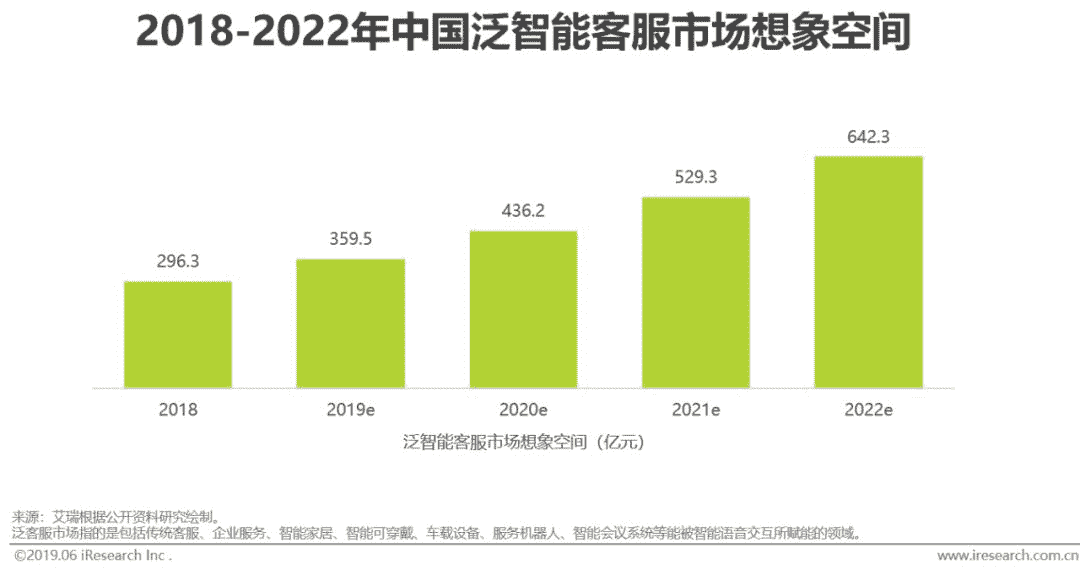 2018-2022年中国泛智能客服市场想象空间
642.3
529.3
436.2
359.5
296.3
2018 2019e 2020e 2021e 2022e
泛智能客服市场想象空间（亿元）
来源：艾瑞根据公开资料研究绘制。
泛客服市场指的是包括传统客服、企业服务、智能家居、智能可穿戴、车载设备、服务机器人、智能会议系统等能被智能语音交互所赋能的领域。
©2019.06 iResearch Inc . www.iresearch.com.cn